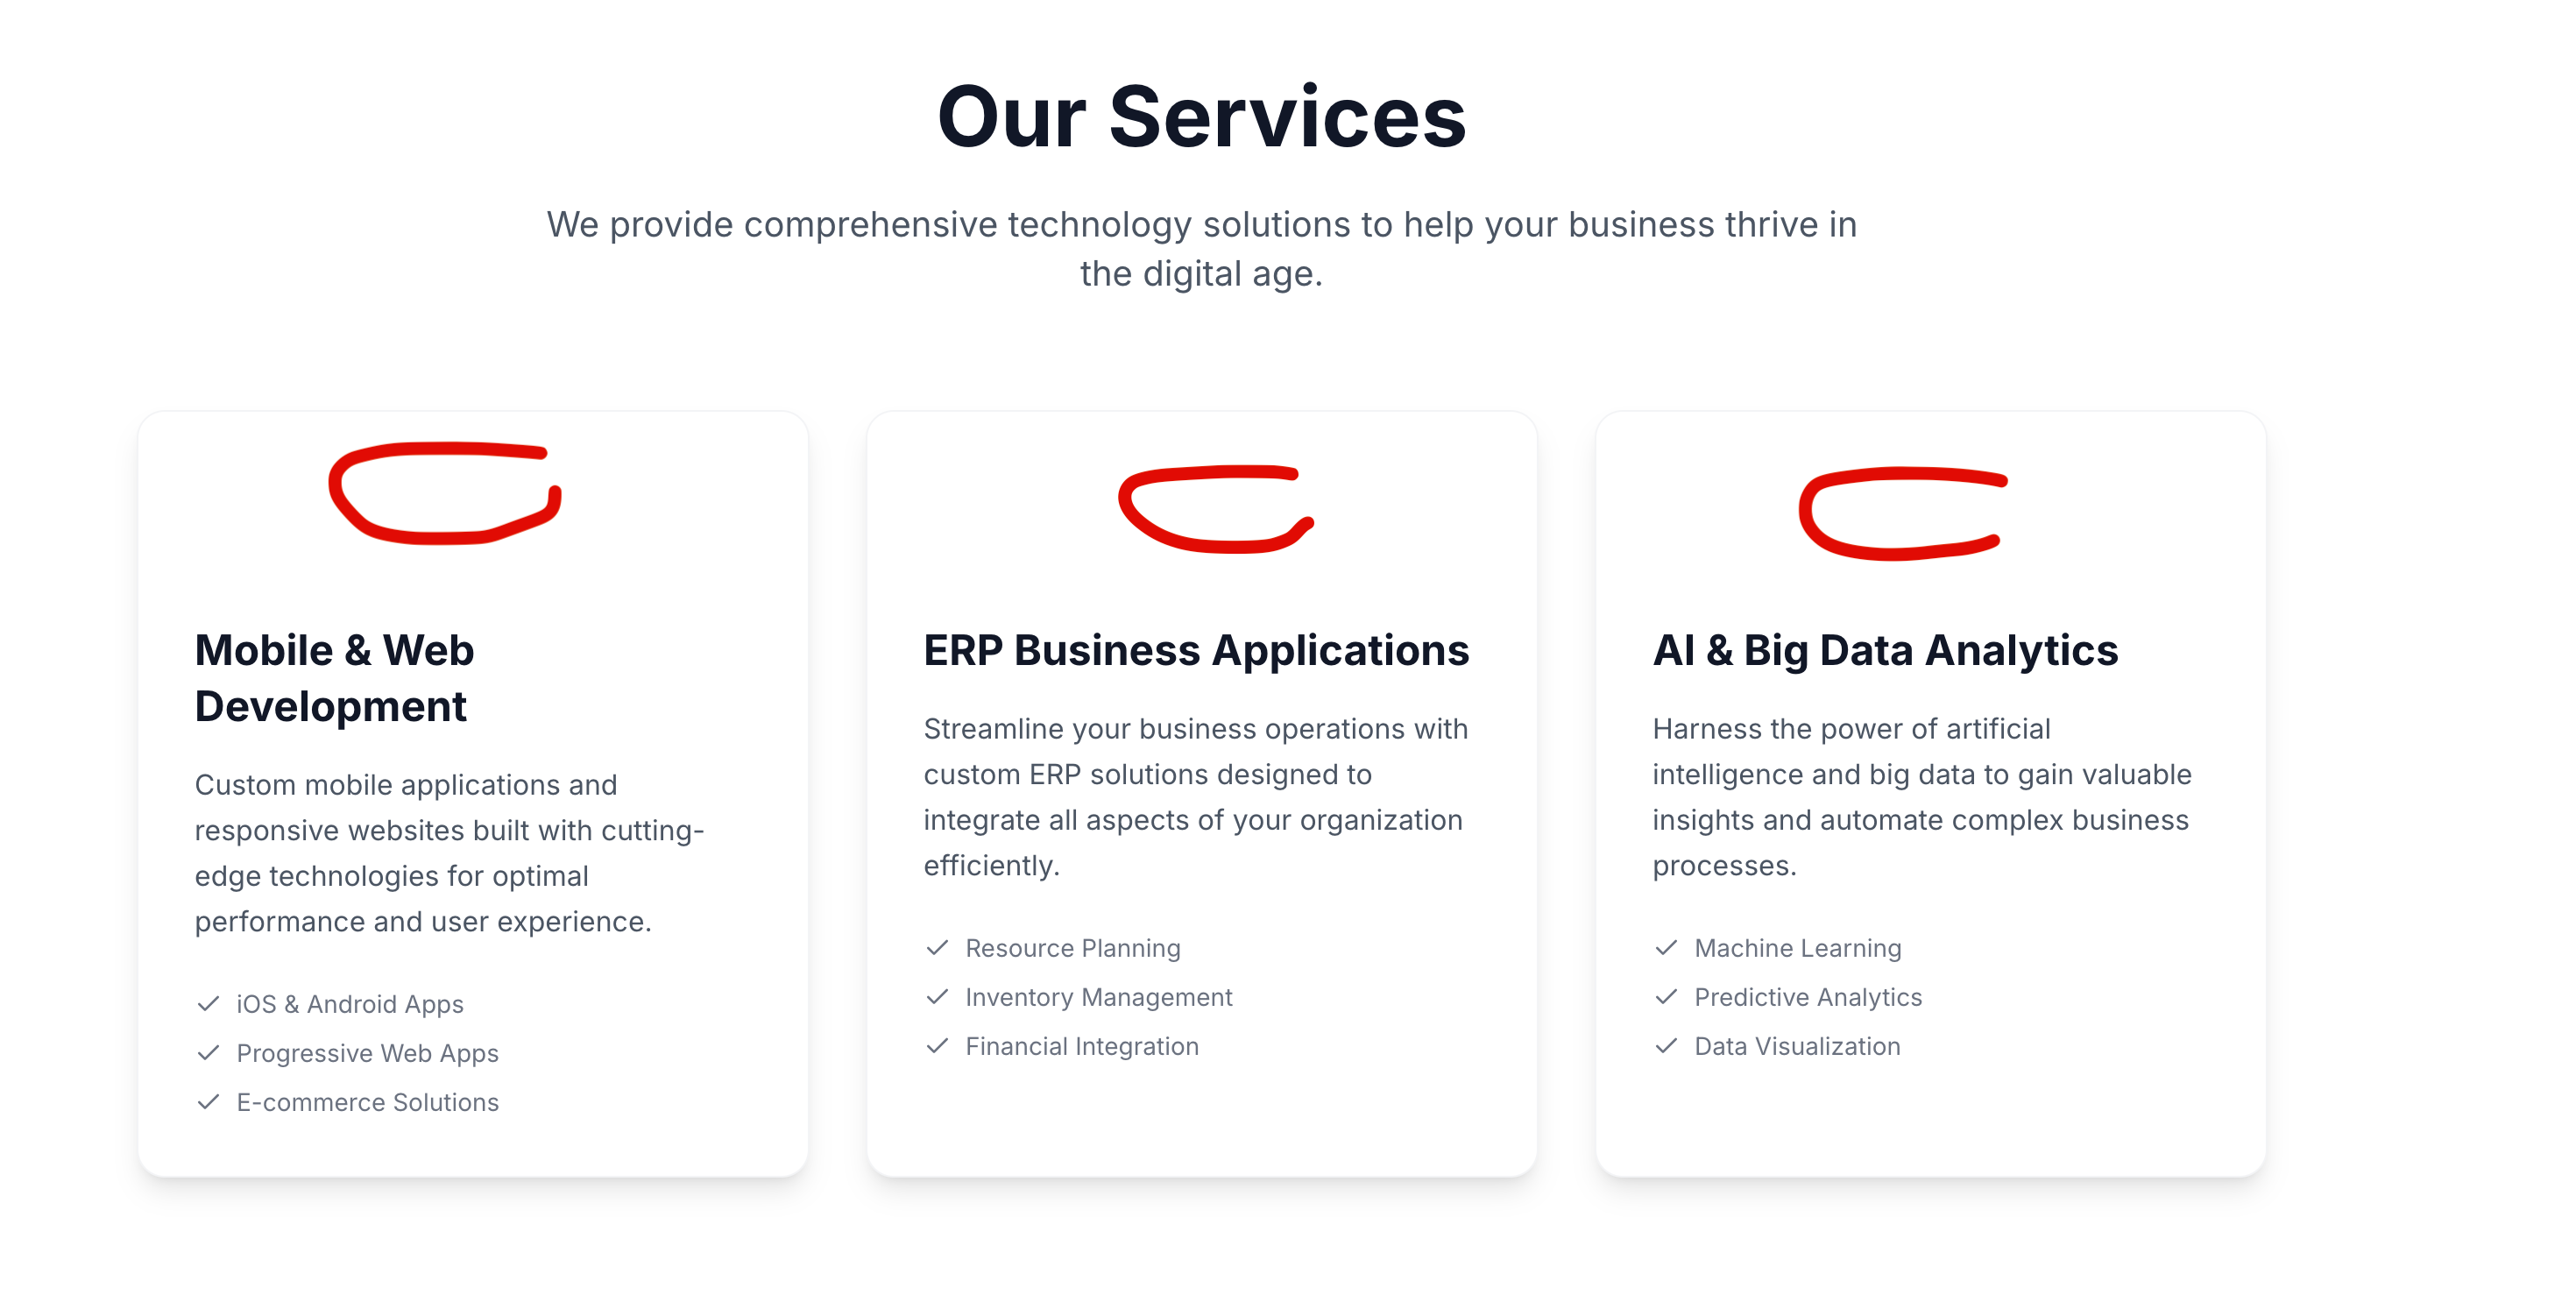 Our Services
We provide comprehensive technology solutions to help your business thrive in
the digital age.
Mobile & Web
Development
Custom mobile applications and
responsive websites built with cutting-
edge technologies for optimal
performance and user experience.
iOS & Android Apps
Progressive Web Apps
E-commerce Solutions
ERP Business Applications
Streamline your business operations with
custom ERP solutions designed to
integrate all aspects of your organization
efficiently.
Resource Planning
Inventory Management
Financial Integration
AI & Big Data Analytics
Harness the power of artificial
intelligence and big data to gain valuable
insights and automate complex business
processes.
Machine Learning
Predictive Analytics
Data Visualization